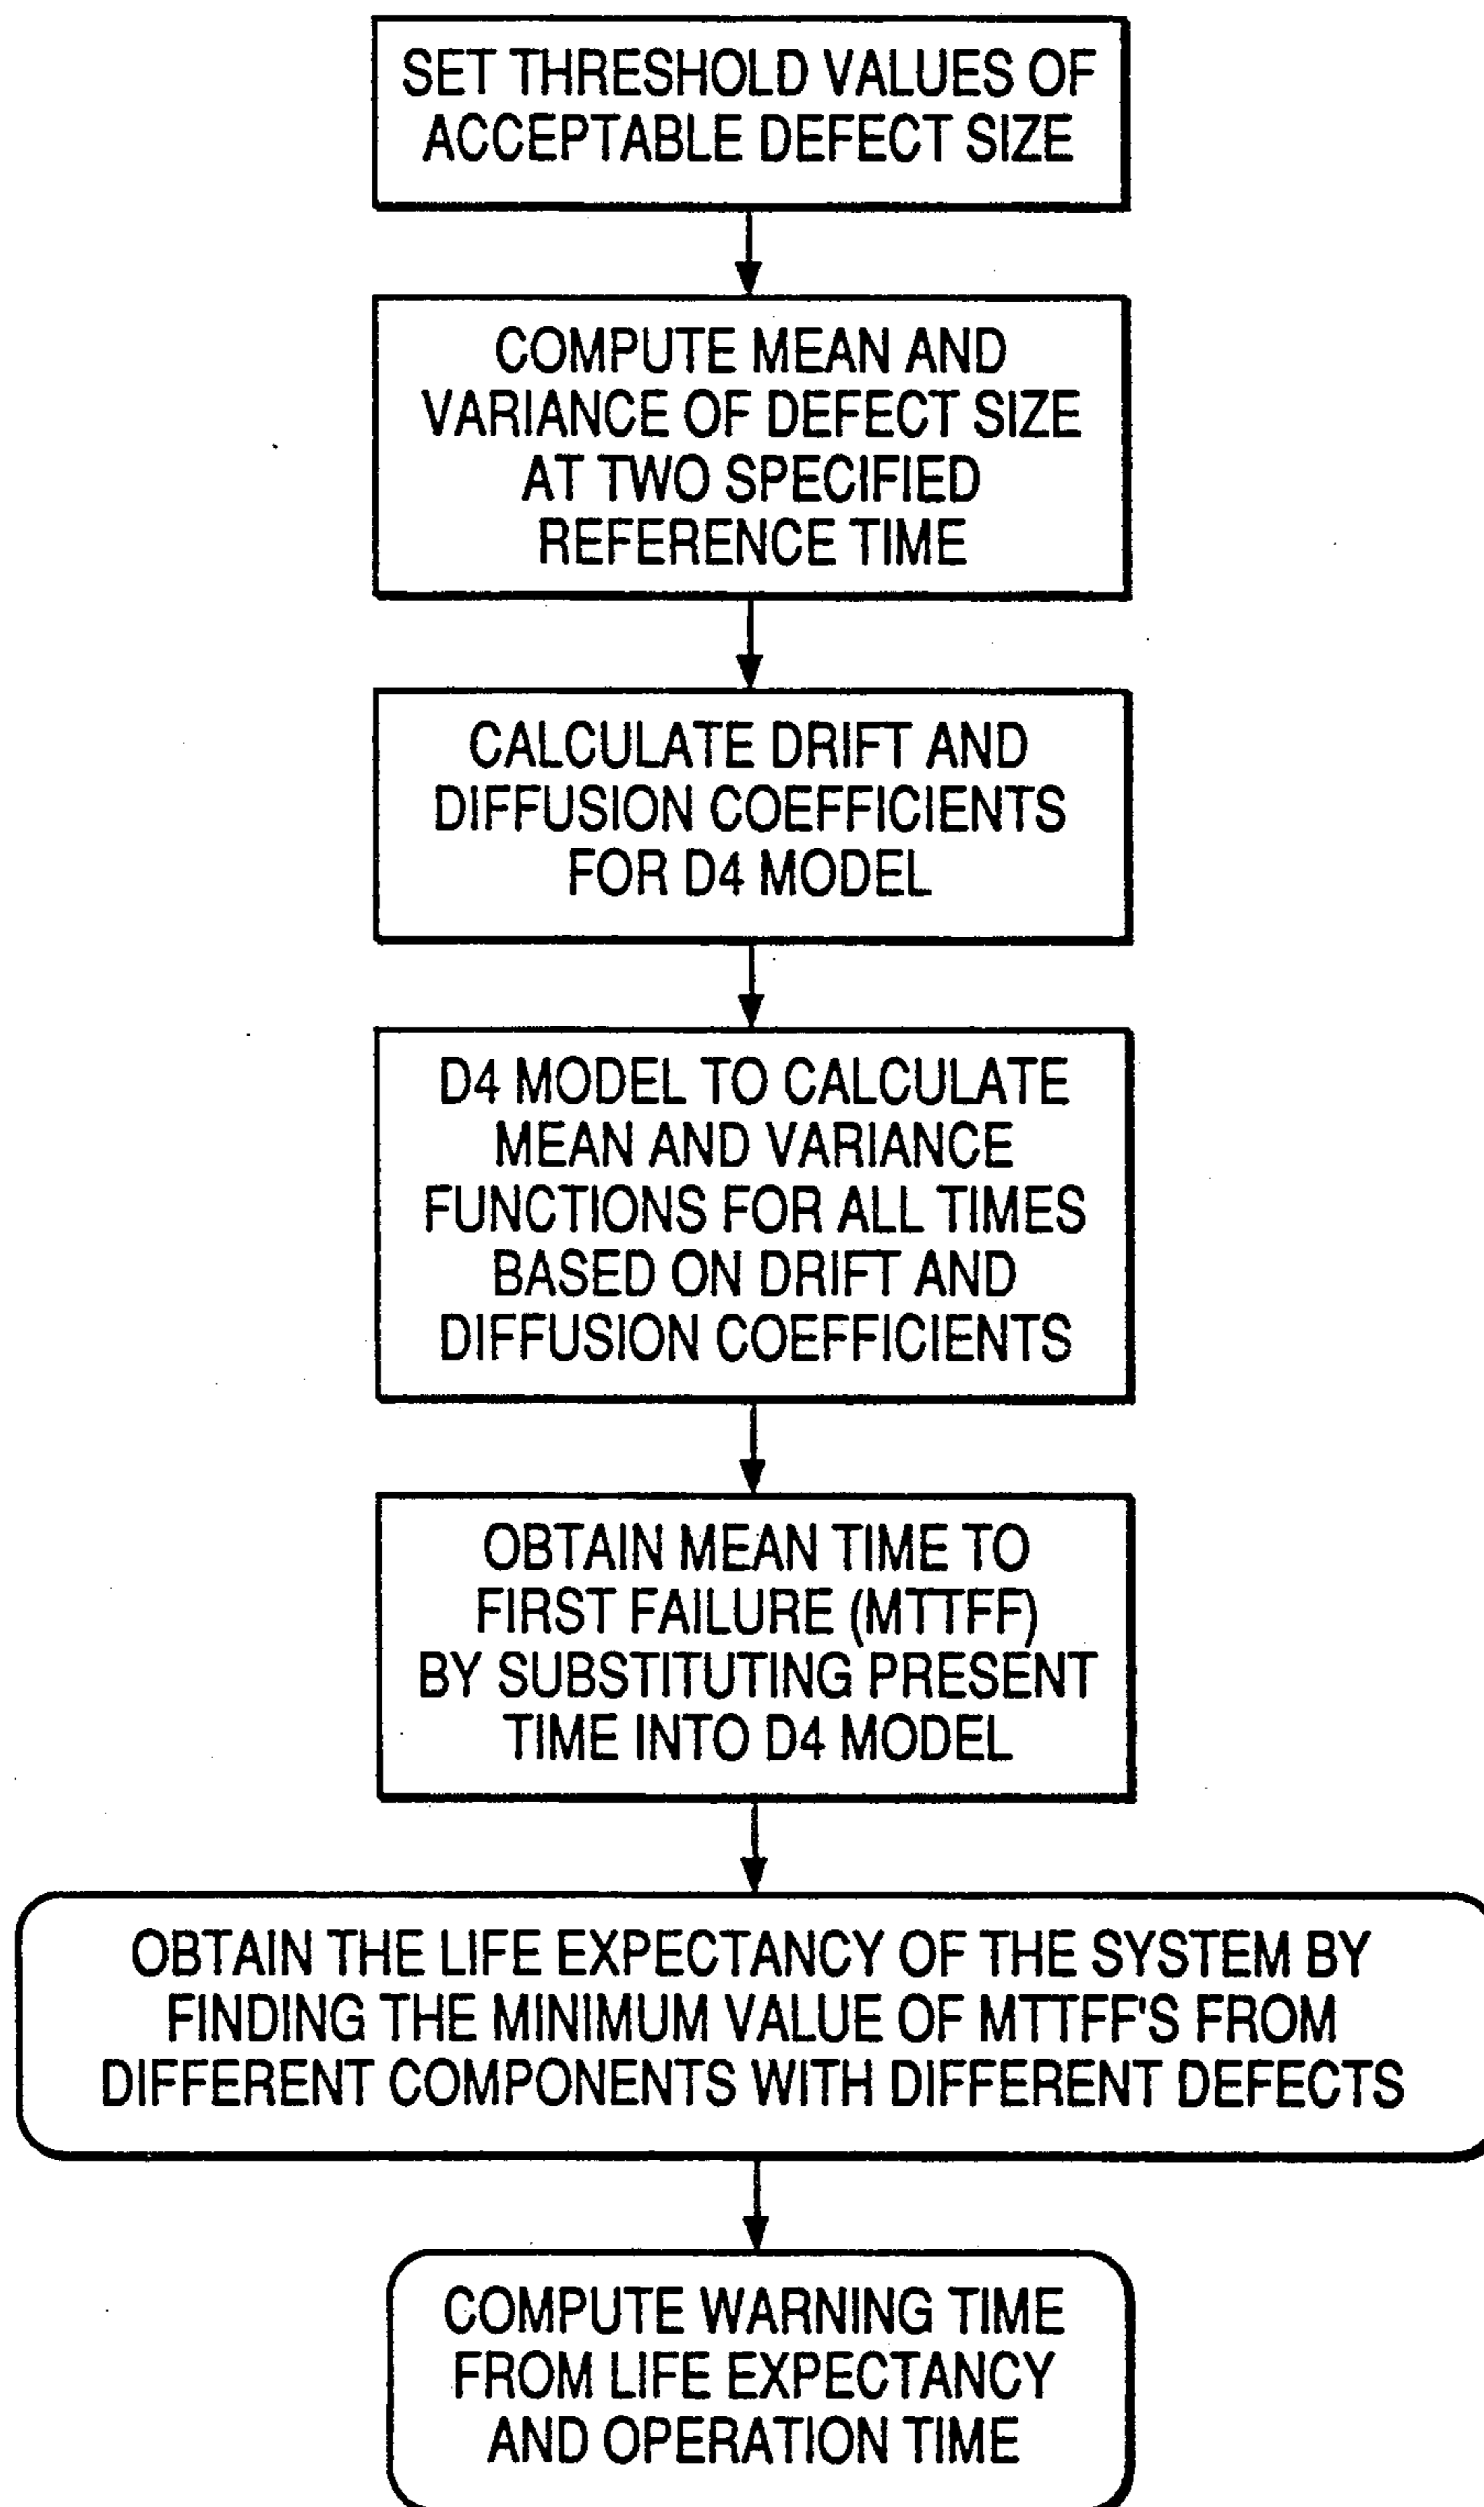 SET THRESHOLD VALUES OF
ACCEPTABLE DEFECT SIZE
COMPUTE MEAN AND
VARIANCE OF DEFECT SIZE
AT TWO SPECIFIED
REFERENCE TIME
CALCULATE DRIFT AND
DIFFUSION COEFFICIENTS
FOR D4 MODEL
D4 MODEL TO CALCULATE
MEAN AND VARIANCE
FUNCTIONS FOR ALL TIMES
BASED ON DRIFT AND
DIFFUSION COEFFICIENTS
OBTAIN MEAN TIME TO
FIRST FAILURE (MTTFF)
BY SUBSTITUTING PRESENT
TIME INTO D4 MODEL
OBTAIN THE LIFE EXPECTANCY OF THE SYSTEM BY
FINDING THE MINIMUM VALUE OF MTTFF'S FROM
DIFFERENT COMPONENTS WITH DIFFERENT DEFECTS
COMPUTE WARNING TIME
FROM LIFE EXPECTANCY
AND OPERATION TIME